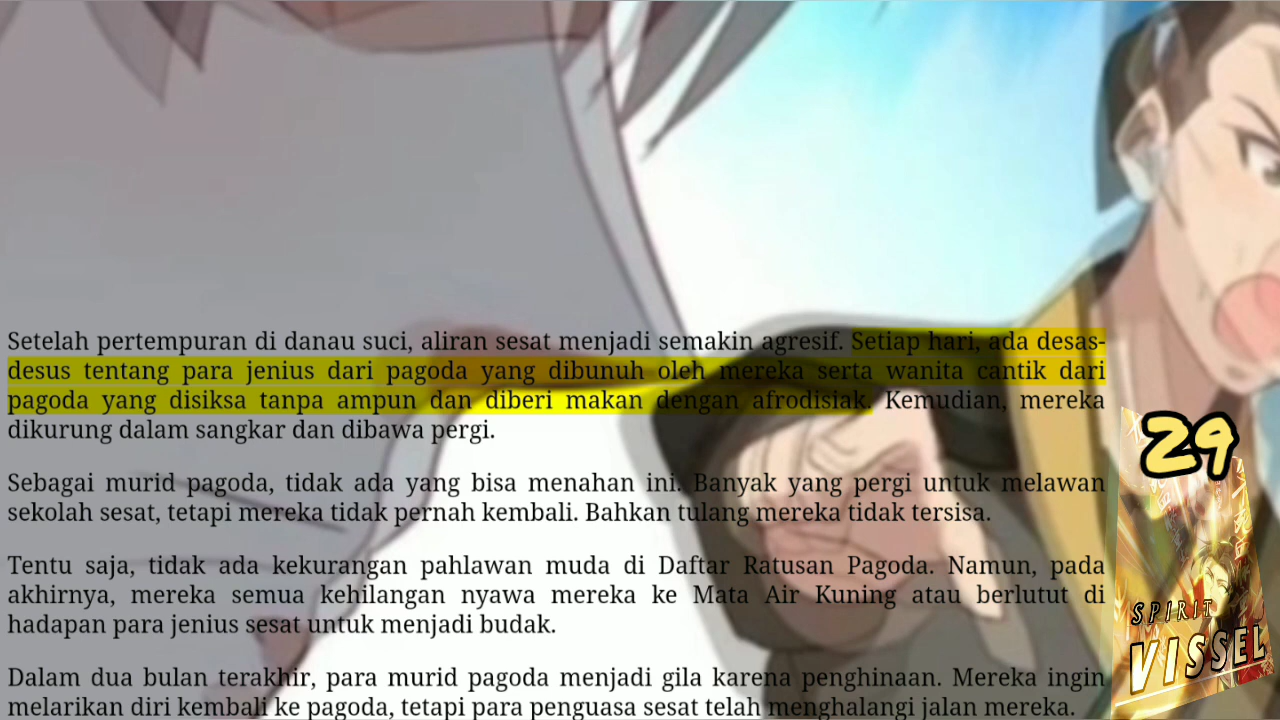 Setelah pertempuran di danau suci, aliran sesat menjadi semakin agresif. Setiap hari, ada desas-
desus tentang para jenius dari pagoda yang dibunuh oleh mereka serta wanita cantik dari
pagoda yang disiksa tanpa ampun dan diberi makan dengan afrodisiak. Kemudian, mereka
dikurung dalam sangkar dan dibawa pergi.
Sebagai murid pagoda, tidak ada yang bisa menahan ini. Banyak yang pergi untuk melawan
sekolah sesat, tetapi mereka tidak pernah kembali. Bahkan tulang mereka tidak tersisa.
Tentu saja, tidak ada kekurangan pahlawan muda di Daftar Ratusan Pagoda. Namun, pada
akhirnya, mereka semua kehilangan nyawa mereka ke Mata Air Kuning atau berlutut di
hadapan para jenius sesat untuk menjadi budak.
Dalam dua bulan terakhir, para murid pagoda menjadi gila karena penghinaan. Mereka ingin
melarikan diri kembali ke pagoda, tetapi para penguasa sesat telah menghalangi jalan mereka.
29
SPIRIT
VISSEL